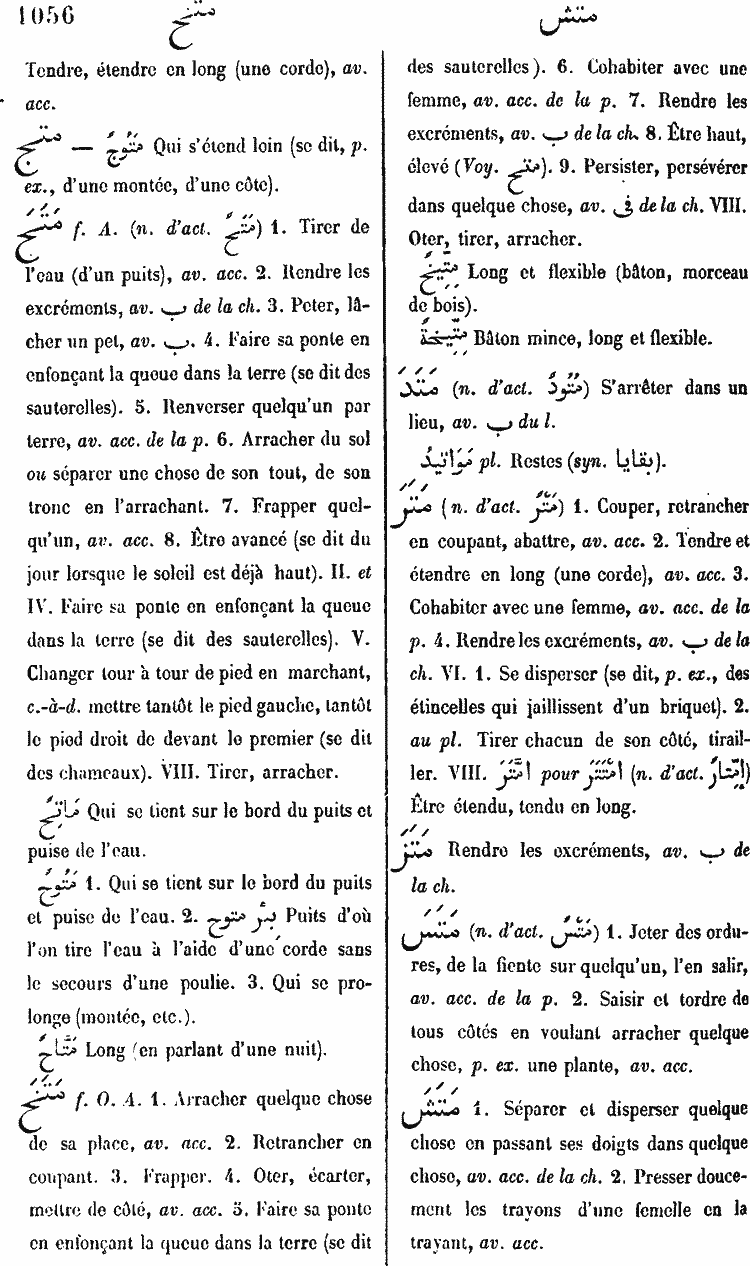 1056
متخ
متش
Tendre, étendre en long (une corde), av.
acc.
متج — مَتُوجٌ Qui s'étend loin (se dit, p.
ex., d'une montée, d'une côte).
مَتَحَ f. A. (n. d'act. مَتْحٌ) 1. Tirer de
l'eau (d'un puits), av. acc. 2. Rendre les
excréments, av. ب de la ch. 3. Peter, lâ-
cher un pet, av. ب. 4. Faire sa ponte en
enfonçant la queue dans la terre (se dit des
sauterelles). 5. Renverser quelqu'un par
terre, av. acc. de la p. 6. Arracher du sol
ou séparer une chose de son tout, de son
tronc en l'arrachant. 7. Frapper quel-
qu'un, av. acc. 8. Être avancé (se dit du
jour lorsque le soleil est déjà haut). II. et
IV. Faire sa ponte en enfonçant la queue
dans la terre (se dit des sauterelles). V.
Changer tour à tour de pied en marchant,
c.-à-d. mettre tantôt le pied gauche, tantôt
le pied droit de devant le premier (se dit
des chameaux). VIII. Tirer, arracher.
مَاتِحٌ Qui se tient sur le bord du puits et
puise de l'eau.
مَتُوحٌ 1. Qui se tient sur le bord du puits
et puise de l'eau. 2. بئر متوح Puits d'où
l'on tire l'eau à l'aide d'une corde sans
le secours d'une poulie. 3. Qui se pro-
longe (montée, etc.).
مَتَّاحٌ Long (en parlant d'une nuit).
مَتَخَ f. O. A. 1. Arracher quelque chose
de sa place, av. acc. 2. Retrancher en
coupant. 3. Frapper. 4. Oter, écarter,
mettre de côté, av. acc. 5. Faire sa ponte
en enfonçant la queue dans la terre (se dit
des sauterelles). 6. Cohabiter avec une
femme, av. acc. de la p. 7. Rendre les
excréments, av. ب de la ch. 8. Être haut,
élevé (Voy. متح). 9. Persister, persévérer
dans quelque chose, av. فى de la ch. VIII.
Oter, tirer, arracher.
مِتِّيخٌ Long et flexible (bâton, morceau
de bois).
مِتِّيخَةٌ Bâton mince, long et flexible.
مَتَدَ (n. d'act. مُتُودٌ) S'arrêter dans un
lieu, av. ب du l.
مَوَاتِيدُ pl. Restes (syn. بقايا).
مَتَرَ (n. d'act. مَتْرٌ) 1. Couper, retrancher
en coupant, abattre, av. acc. 2. Tendre et
étendre en long (une corde), av. acc. 3.
Cohabiter avec une femme, av. acc. de la
p. 4. Rendre les excréments, av. ب de la
ch. VI. 1. Se disperser (se dit, p. ex., des
étincelles qui jaillissent d'un briquet). 2.
au pl. Tirer chacun de son côté, tirail-
ler. VIII. امَّتَرَ pour امْتَتَرَ (n. d'act. اِمِّتَارٌ)
Être étendu, tendu en long.
مَتَزَ Rendre les excréments, av. ب de
la ch.
مَتَسَ (n. d'act. مَتْسٌ) 1. Jeter des ordu-
res, de la fiente sur quelqu'un, l'en salir,
av. acc. de la p. 2. Saisir et tordre de
tous côtés en voulant arracher quelque
chose, p. ex. une plante, av. acc.
مَتَشَ 1. Séparer et disperser quelque
chose en passant ses doigts dans quelque
chose, av. acc. de la ch. 2. Presser douce-
ment les trayons d'une femelle en la
trayant, av. acc.